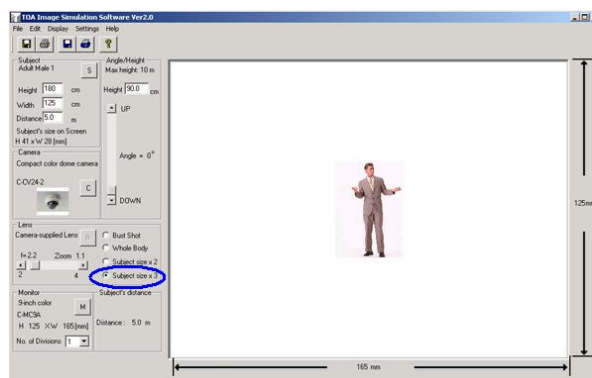 TOA Image Simulation Software Ver2.0
File Edit Display Settings Help
Subject
Adult Male 1
S
Height 180 cm
Width 125 cm
Distance 5.0 m
Subject's size on Screen
H 41 x W 28 [mm]
Angle/Height
Max height: 10 m
Height 90.0 cm
UP
Angle = 0°
DOWN
Camera
Compact color dome camera
C-CV24-2
C
Lens
Camera-supplied Lens
f=2.2 Zoom 1.1
2 4
Bust Shot
Whole Body
Subject size x 2
Subject size x 3
Monitor
9-inch color
M
C-MC9A
H 125 X W 165[mm]
No. of Divisions 1
Subject's distance
Distance : 5.0 m
125mm
165 mm